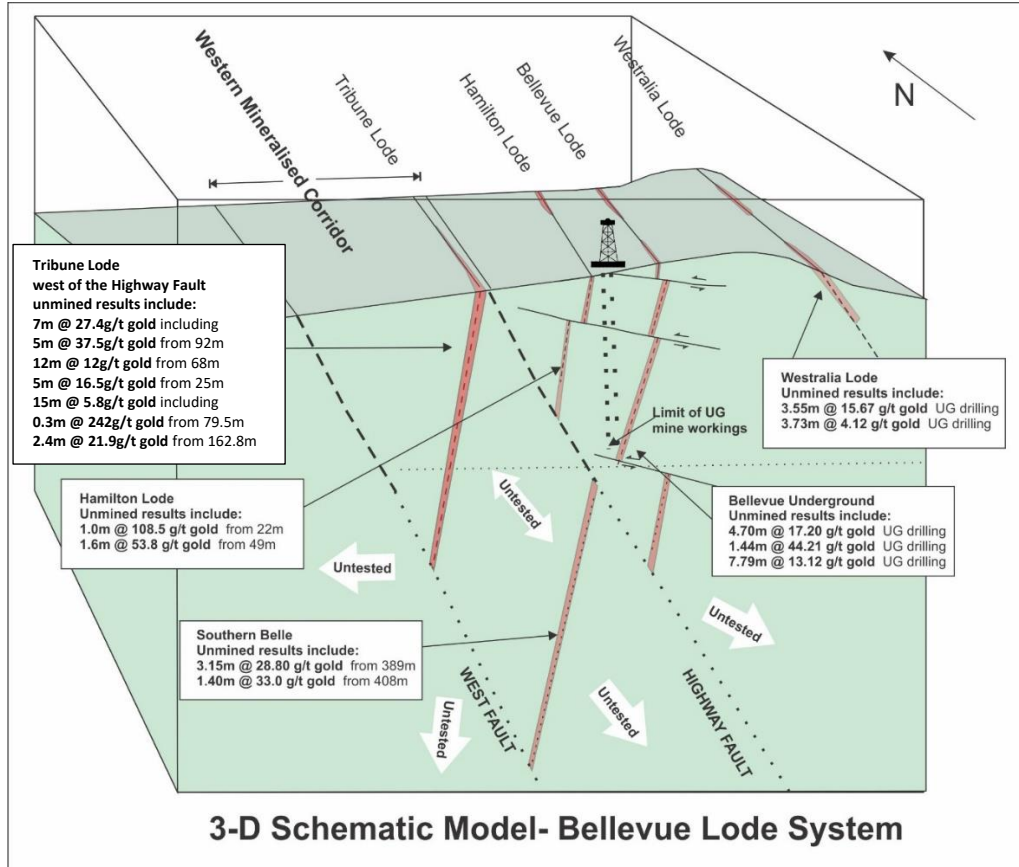 Western Mineralised Corridor
Tribune Lode
Hamilton Lode
Bellevue Lode
Westralia Lode
N
Tribune Lode
west of the Highway Fault
unmined results include:
7m @ 27.4g/t gold including
5m @ 37.5g/t gold from 92m
12m @ 12g/t gold from 68m
5m @ 16.5g/t gold from 25m
15m @ 5.8g/t gold including
0.3m @ 242g/t gold from 79.5m
2.4m @ 21.9g/t gold from 162.8m
Westralia Lode
Unmined results include:
3.55m @ 15.67 g/t gold UG drilling
3.73m @ 4.12 g/t gold UG drilling
Limit of UG
mine workings
Hamilton Lode
Unmined results include:
1.0m @ 108.5 g/t gold from 22m
1.6m @ 53.8 g/t gold from 49m
Bellevue Underground
Unmined results include:
4.70m @ 17.20 g/t gold UG drilling
1.44m @ 44.21 g/t gold UG drilling
7.79m @ 13.12 g/t gold UG drilling
Untested
Untested
Untested
Southern Belle
Unmined results include:
3.15m @ 28.80 g/t gold from 389m
1.40m @ 33.0 g/t gold from 408m
WEST FAULT
HIGHWAY FAULT
Untested
Untested
3-D Schematic Model- Bellevue Lode System